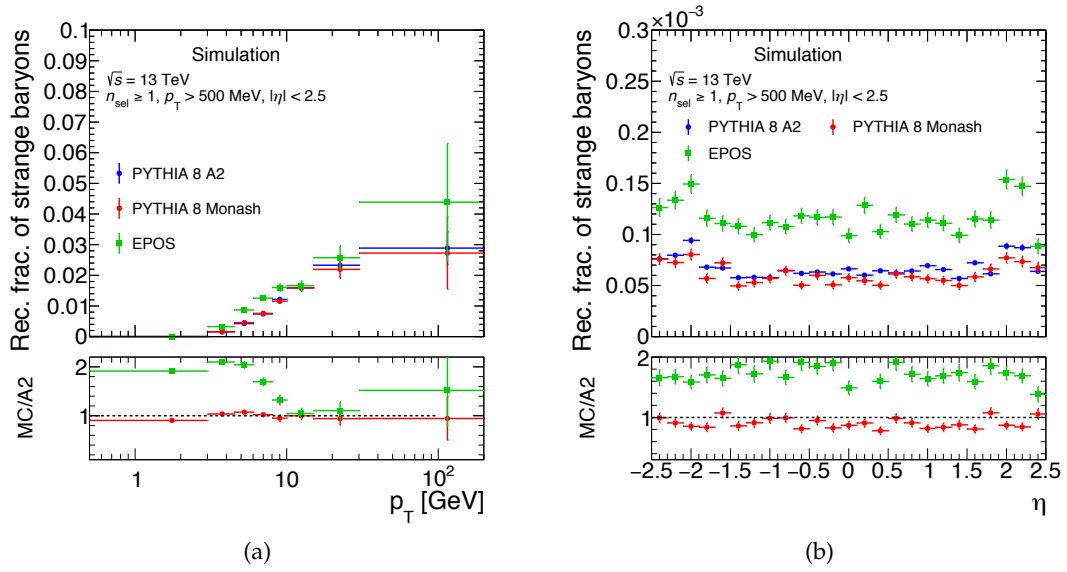 Rec. frac. of strange baryons
0.1
0.09
0.08
0.07
0.06
0.05
0.04
0.03
0.02
0.01
0
Simulation
√s = 13 TeV
n_sel ≥ 1, p_T > 500 MeV, |η| < 2.5
PYTHIA 8 A2
PYTHIA 8 Monash
EPOS
MC/A2
2
1
1 10 10²
p_T [GeV]
(a)
Rec. frac. of strange baryons
×10⁻³
0.3
0.25
0.2
0.15
0.1
0.05
0
Simulation
√s = 13 TeV
n_sel ≥ 1, p_T > 500 MeV, |η| < 2.5
PYTHIA 8 A2 PYTHIA 8 Monash
EPOS
MC/A2
2
1
−2.5 −2 −1.5 −1 −0.5 0 0.5 1 1.5 2 2.5
η
(b)